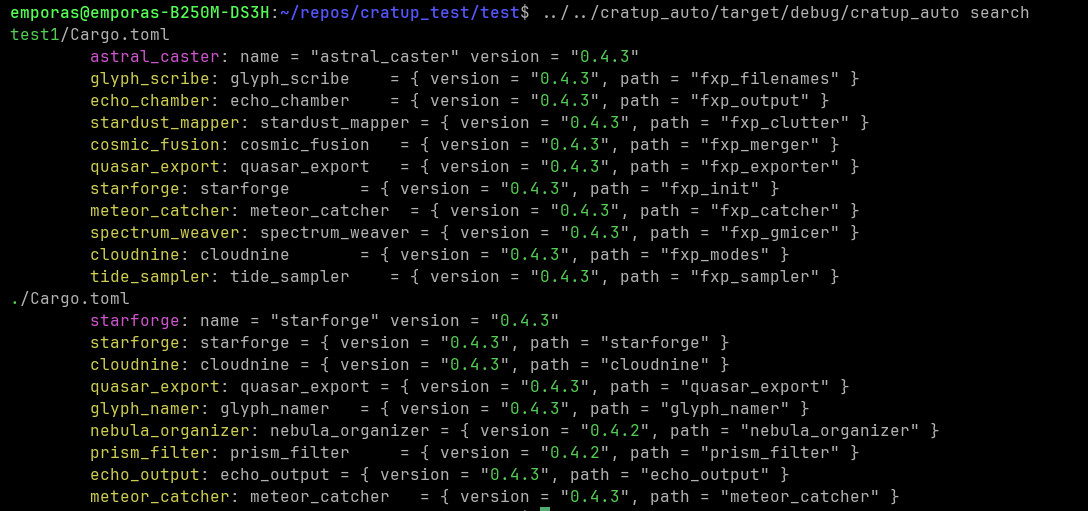 emporas@emporas-B250M-DS3H:~/repos/cratup_test/test$ ../../cratup_auto/target/debug/cratup_auto search
test1/Cargo.toml
        astral_caster: name = "astral_caster" version = "0.4.3"
        glyph_scribe: glyph_scribe    = { version = "0.4.3", path = "fxp_filenames" }
        echo_chamber: echo_chamber    = { version = "0.4.3", path = "fxp_output" }
        stardust_mapper: stardust_mapper = { version = "0.4.3", path = "fxp_clutter" }
        cosmic_fusion: cosmic_fusion   = { version = "0.4.3", path = "fxp_merger" }
        quasar_export: quasar_export   = { version = "0.4.3", path = "fxp_exporter" }
        starforge: starforge       = { version = "0.4.3", path = "fxp_init" }
        meteor_catcher: meteor_catcher  = { version = "0.4.3", path = "fxp_catcher" }
        spectrum_weaver: spectrum_weaver = { version = "0.4.3", path = "fxp_gmicer" }
        cloudnine: cloudnine       = { version = "0.4.3", path = "fxp_modes" }
        tide_sampler: tide_sampler    = { version = "0.4.3", path = "fxp_sampler" }
./Cargo.toml
        starforge: name = "starforge" version = "0.4.3"
        starforge: starforge = { version = "0.4.3", path = "starforge" }
        cloudnine: cloudnine = { version = "0.4.3", path = "cloudnine" }
        quasar_export: quasar_export = { version = "0.4.3", path = "quasar_export" }
        glyph_namer: glyph_namer   = { version = "0.4.3", path = "glyph_namer" }
        nebula_organizer: nebula_organizer = { version = "0.4.2", path = "nebula_organizer" }
        prism_filter: prism_filter     = { version = "0.4.2", path = "prism_filter" }
        echo_output: echo_output = { version = "0.4.3", path = "echo_output" }
        meteor_catcher: meteor_catcher   = { version = "0.4.3", path = "meteor_catcher" }